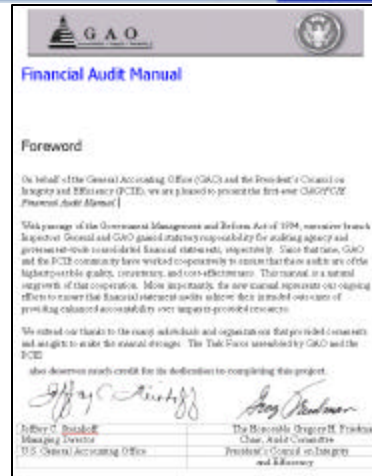 G A O
Financial Audit Manual
Foreword
On behalf of the General Accounting Office (GAO) and the President's Council on
Integrity and Efficiency (PCIE), we are pleased to present the first-ever GAO/PCIE
Financial Audit Manual.
With passage of the Government Management and Reform Act of 1994, executive branch
Inspectors General and GAO gained statutory responsibility for auditing agency and
government-wide consolidated financial statements, respectively. Since that time, GAO
and the PCIE community have worked cooperatively to ensure that these audits are of the
highest possible quality, consistency, and cost-effectiveness. This manual is a natural
outgrowth of that cooperation. More importantly, the new manual represents our ongoing
efforts to ensure that financial statement audits achieve their intended outcomes of
providing enhanced accountability over taxpayer-provided resources.
We extend our thanks to the many individuals and organizations that provided comments
and insights to make the manual stronger. The Task Force assembled by GAO and the
PCIE
also deserves much credit for its dedication to completing this project.
Jeffrey C. Steinhoff
Greg Friedman
Jeffrey C. Steinhoff
The Honorable Gregory H. Friedman
Managing Director
Chair, Audit Committee
U.S. General Accounting Office
President's Council on Integrity
and Efficiency